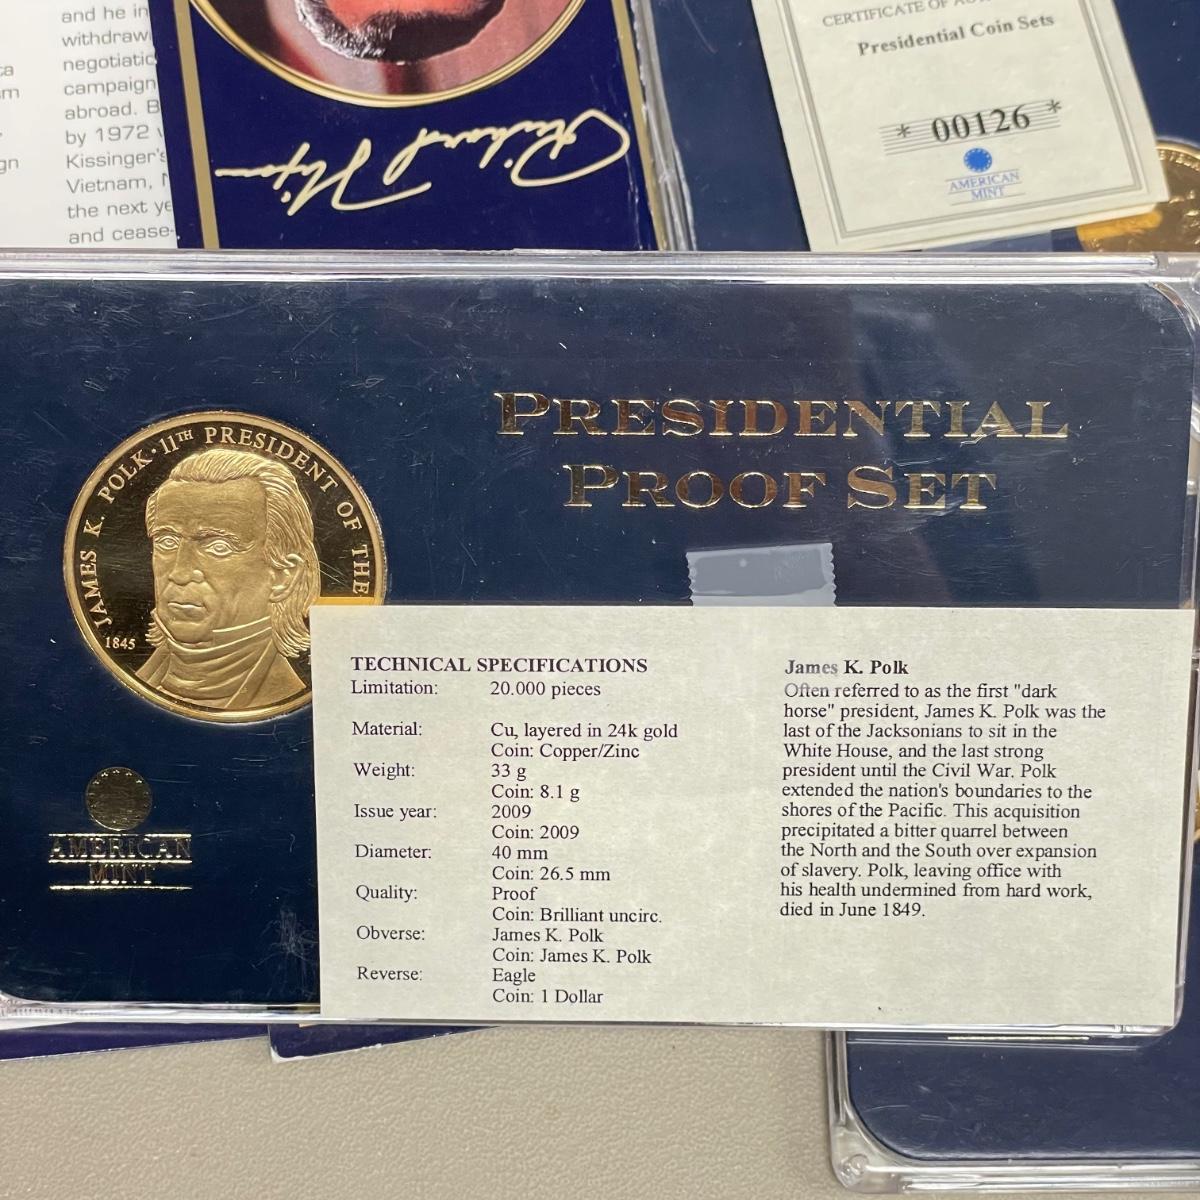 and he in
withdraw
negotiatic
campaign
abroad. B
by 1972
Kissinger's
Vietnam,
the next ye
and cease-
ta
m
gn
Richard Nixon
CERTIFICATE OF
Presidential Coin Sets
* 00126 *
AMERICAN
MINT
PRESIDENTIAL
PROOF SET
JAMES K. POLK · 11TH PRESIDENT OF THE
1845
AMERICAN
MINT
TECHNICAL SPECIFICATIONS
Limitation: 20.000 pieces
Material: Cu, layered in 24k gold
Coin: Copper/Zinc
Weight: 33 g
Coin: 8.1 g
Issue year: 2009
Coin: 2009
Diameter: 40 mm
Coin: 26.5 mm
Quality: Proof
Coin: Brilliant uncirc.
Obverse: James K. Polk
Coin: James K. Polk
Reverse: Eagle
Coin: 1 Dollar
James K. Polk
Often referred to as the first "dark
horse" president, James K. Polk was the
last of the Jacksonians to sit in the
White House, and the last strong
president until the Civil War. Polk
extended the nation's boundaries to the
shores of the Pacific. This acquisition
precipitated a bitter quarrel between
the North and the South over expansion
of slavery. Polk, leaving office with
his health undermined from hard work,
died in June 1849.